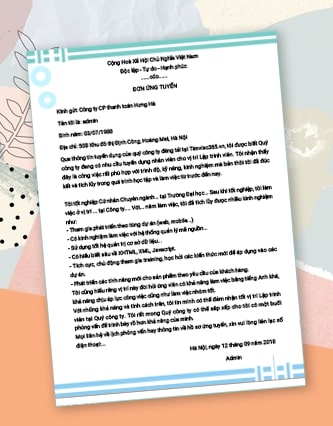 Cộng Hoà Xã Hội Chủ Nghĩa Việt Nam
Độc lập - Tự do - Hạnh phúc
......oOo......
ĐƠN ỨNG TUYỂN
Kính gửi: Công ty CP thanh toán Hưng Hà
Tên tôi là: admin
Sinh năm: 03/07/1988
Địa chỉ: 508 Khu đô thị Định Công, Hoàng Mai, Hà Nội
Qua thông tin tuyển dụng của quý công ty đăng tải tại Timviec365.vn, tôi được biết Quý
công ty đang có nhu cầu tuyển dụng nhân viên cho vị trí Lập trình viên. Tôi nhận thấy
đây là công việc rất phù hợp với trình độ, kỹ năng, kinh nghiệm mà bản thân tôi đã đúc
kết và tích lũy trong quá trình học tập và làm việc từ trước đến nay.
Tôi tốt nghiệp Cử nhân Chuyên ngành... tại Trường Đại học... Sau khi tốt nghiệp, tôi làm
việc ở vị trí ... tại Công ty.... Với... năm làm việc, tôi đã tích lũy được nhiều kinh nghiệm
như:
- Tham gia phát triển theo từng dự án (web, mobile...)
- Có kinh nghiệm làm việc với hệ thống quản lý mã nguồn...
- Sử dụng tốt hệ quản trị cơ sở dữ liệu..
- Có hiểu biết sâu về XHTML, XML, Javacript.
- Tích cực, chủ động tham gia training, học hỏi các kiến thức mới để áp dụng vào các
dự án.
- Phát triển các tính năng mới cho sản phẩm theo yêu cầu của khách hàng.
Tôi cũng hiểu rằng vị trí này đòi hỏi ứng viên có khả năng làm việc bằng tiếng Anh khá,
khả năng chịu áp lực công việc cũng như làm việc nhóm tốt.
Với những khả năng và tính cách trên, tôi tin mình có thể đảm nhận tốt vị trí Lập trình
viên tại Quý công ty. Tôi rất mong Quý công ty có thể sắp xếp cho tôi có một buổi
phỏng vấn để trình bày rõ hơn khả năng của mình.
Mọi liên hệ về lịch phỏng vấn hay thông tin về hồ sơ ứng tuyển, xin vui lòng liên lạc số
điện thoại:...
Hà Nội, ngày 12 tháng 09 năm 2018
Admin